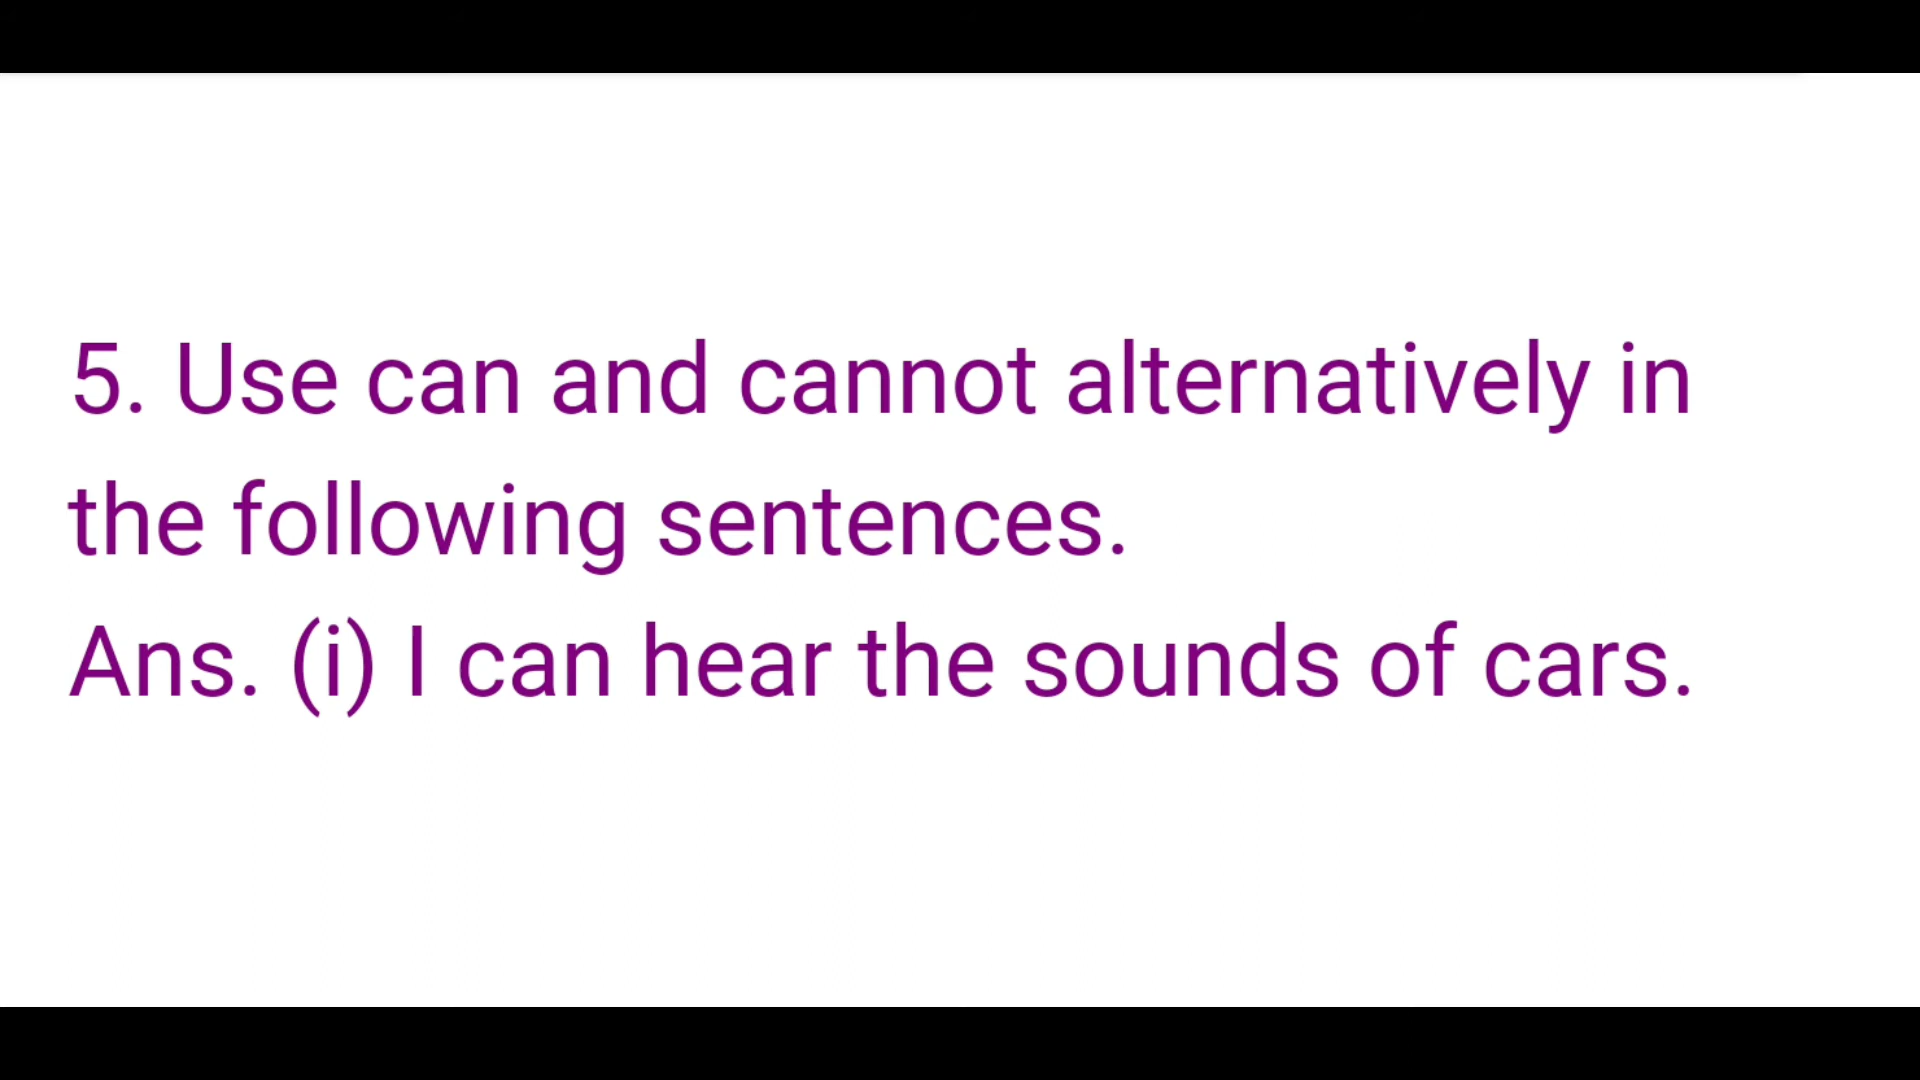 5. Use can and cannot alternatively in
the following sentences.
Ans. (i) I can hear the sounds of cars.